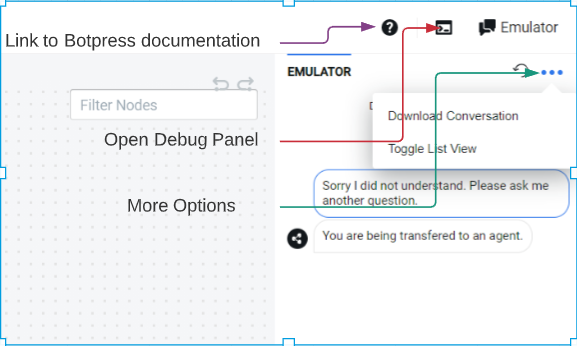 Link to Botpress documentation
Emulator
EMULATOR
Filter Nodes
Download Conversation
Open Debug Panel
Toggle List View
More Options
Sorry I did not understand. Please ask me
another question.
You are being transfered to an agent.